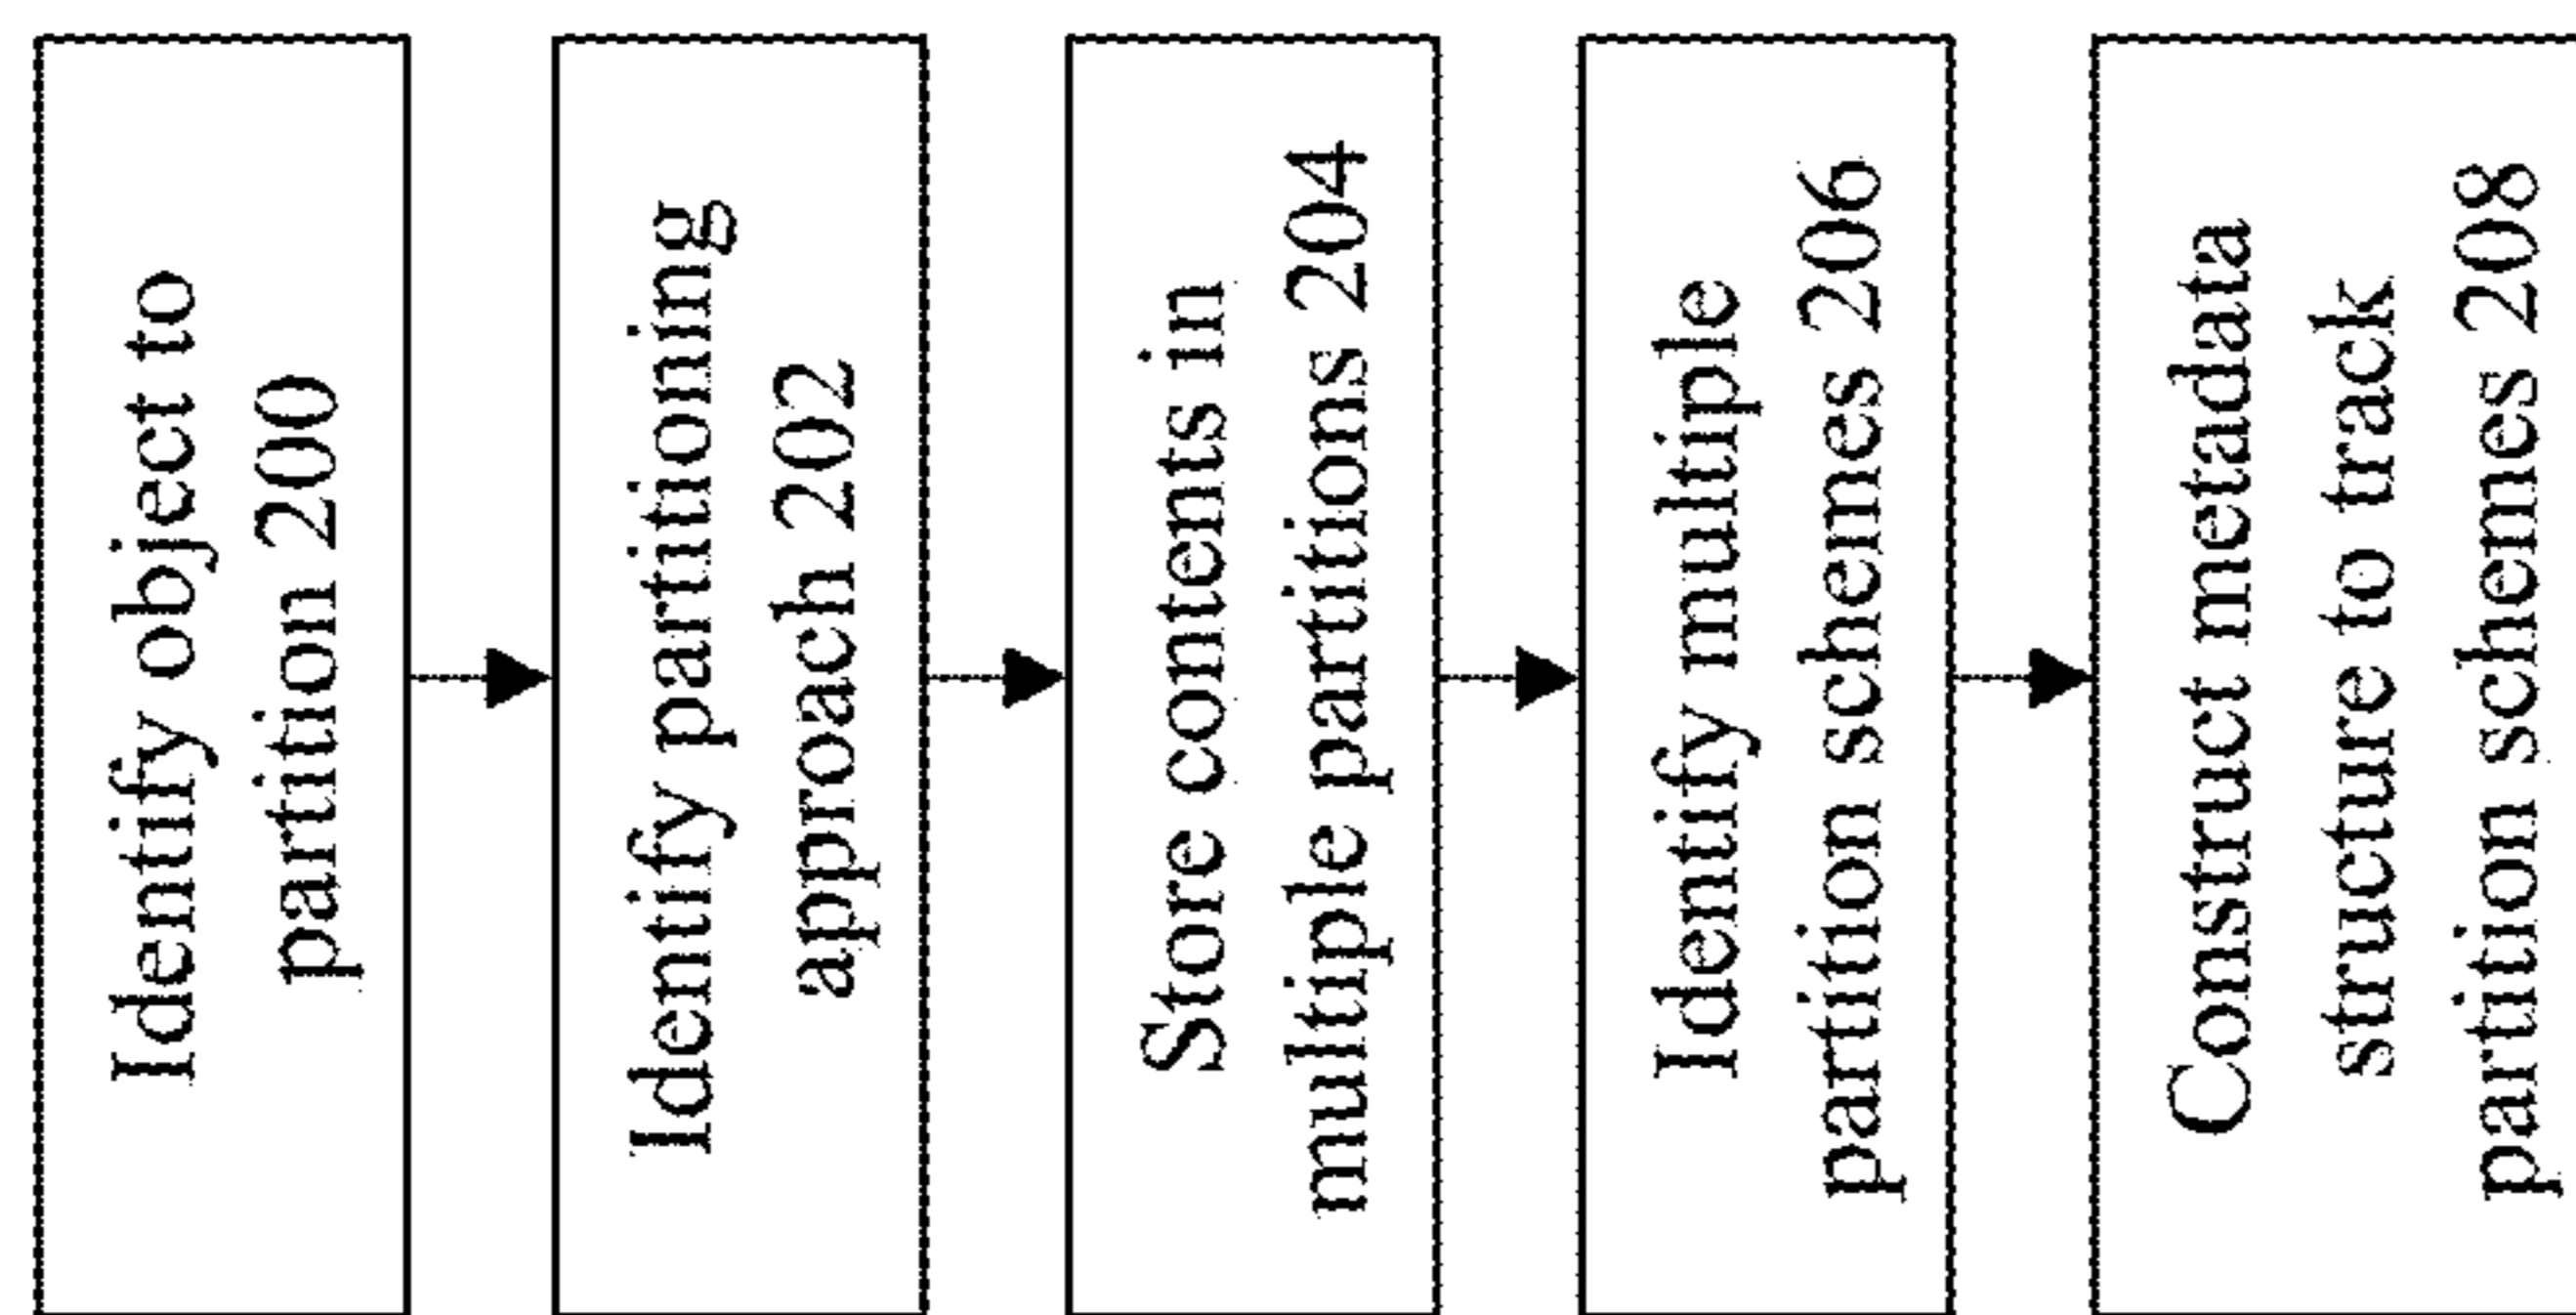 Identify object to
partition 200
Identify partitioning
approach 202
Store contents in
multiple partitions 204
Identify multiple
partition schemes 206
Construct metadata
structure to track
partition schemes 208